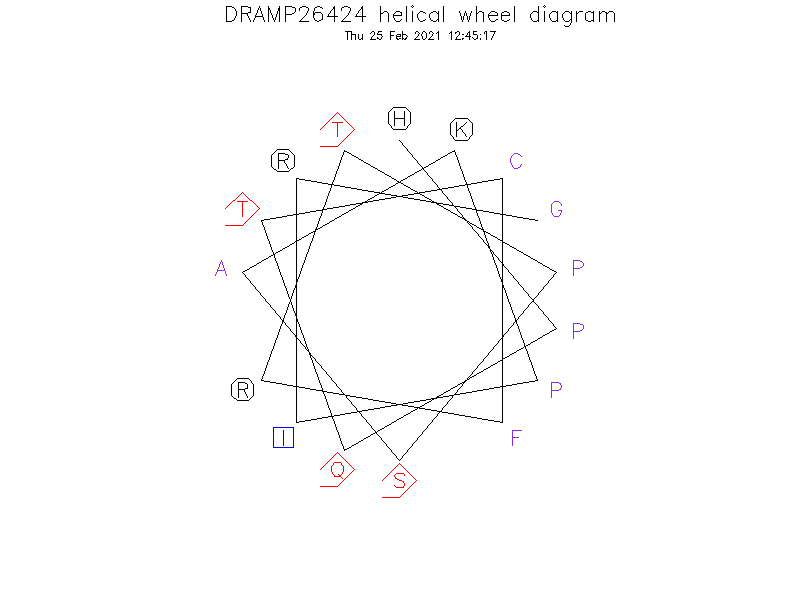 DRAMP26424 helical wheel diagram
Thu 25 Feb 2021 12:45:17
H
T
K
R
C
T
G
A
P
P
R
P
I
F
Q
S